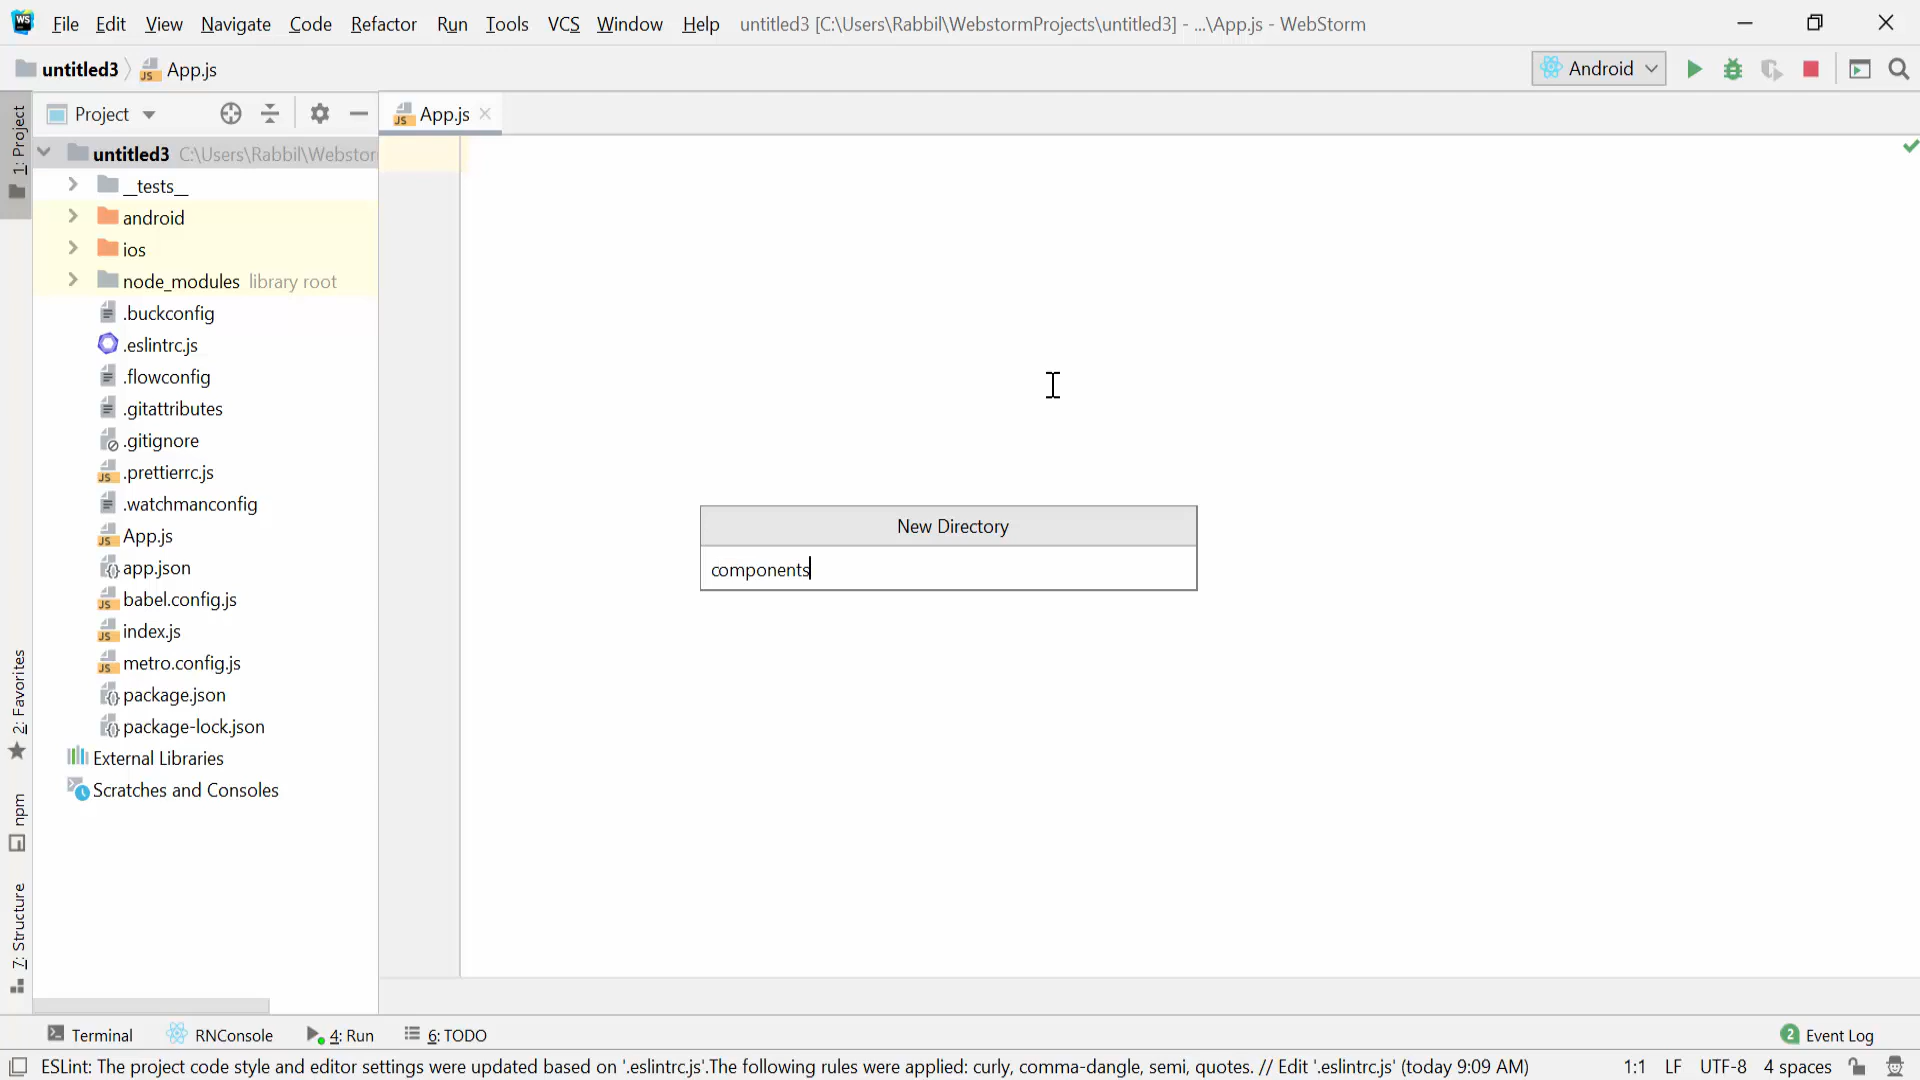 File Edit View Navigate Code Refactor Run Tools VCS Window Help untitled3 [C:\Users\Rabbil\WebstormProjects\untitled3] - ...\App.js - WebStorm
untitled3 App.js Android
1: Project
Project
App.js
untitled3 C:\Users\Rabbil\Webstor
__tests__
android
ios
node_modules library root
.buckconfig
.eslintrc.js
.flowconfig
.gitattributes
.gitignore
.prettierrc.js
.watchmanconfig
App.js
app.json
babel.config.js
index.js
metro.config.js
package.json
package-lock.json
External Libraries
Scratches and Consoles
New Directory
components
2: Favorites
npm
7: Structure
Terminal RNConsole 4: Run 6: TODO 2 Event Log
ESLint: The project code style and editor settings were updated based on '.eslintrc.js'.The following rules were applied: curly, comma-dangle, semi, quotes. // Edit '.eslintrc.js' (today 9:09 AM) 1:1 LF UTF-8 4 spaces